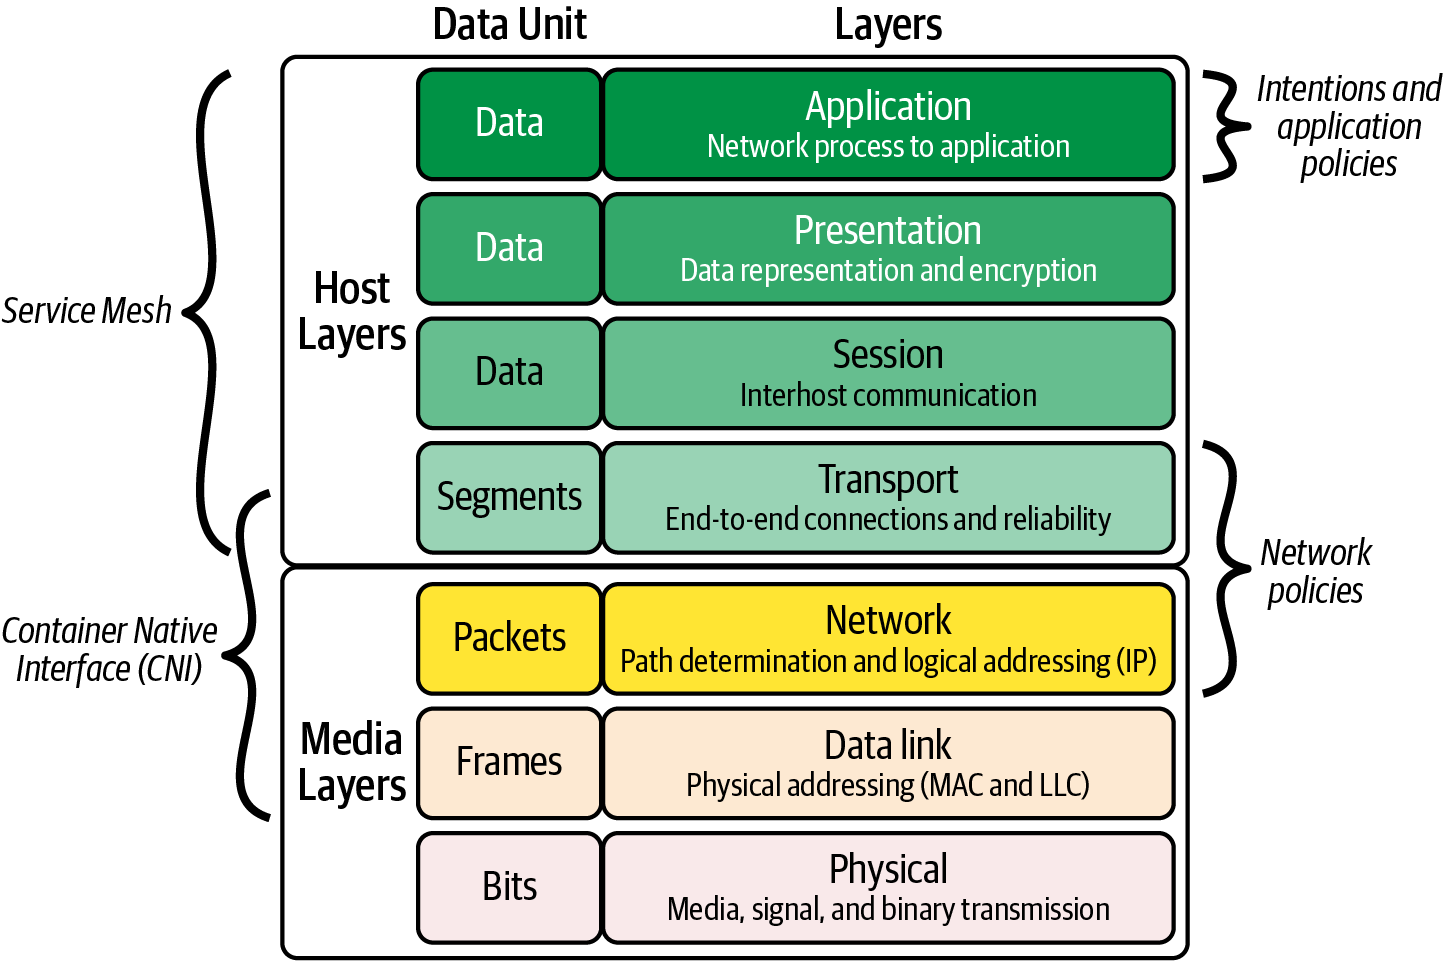 Data Unit
Layers
Data
Application
Network process to application
Intentions and
application
policies
Data
Presentation
Data representation and encryption
Host
Layers
Service Mesh
Data
Session
Interhost communication
Segments
Transport
End-to-end connections and reliability
Network
policies
Container Native
Interface (CNI)
Packets
Network
Path determination and logical addressing (IP)
Media
Layers
Frames
Data link
Physical addressing (MAC and LLC)
Bits
Physical
Media, signal, and binary transmission